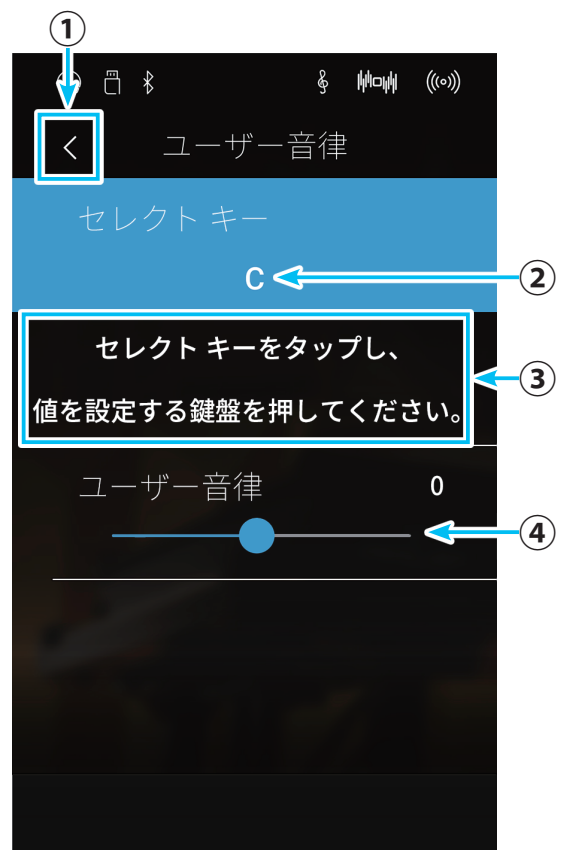 ①
ユーザー音律
セレクト キー
C
②
セレクト キーをタップし、
値を設定する鍵盤を押してください。
③
ユーザー音律 0
④